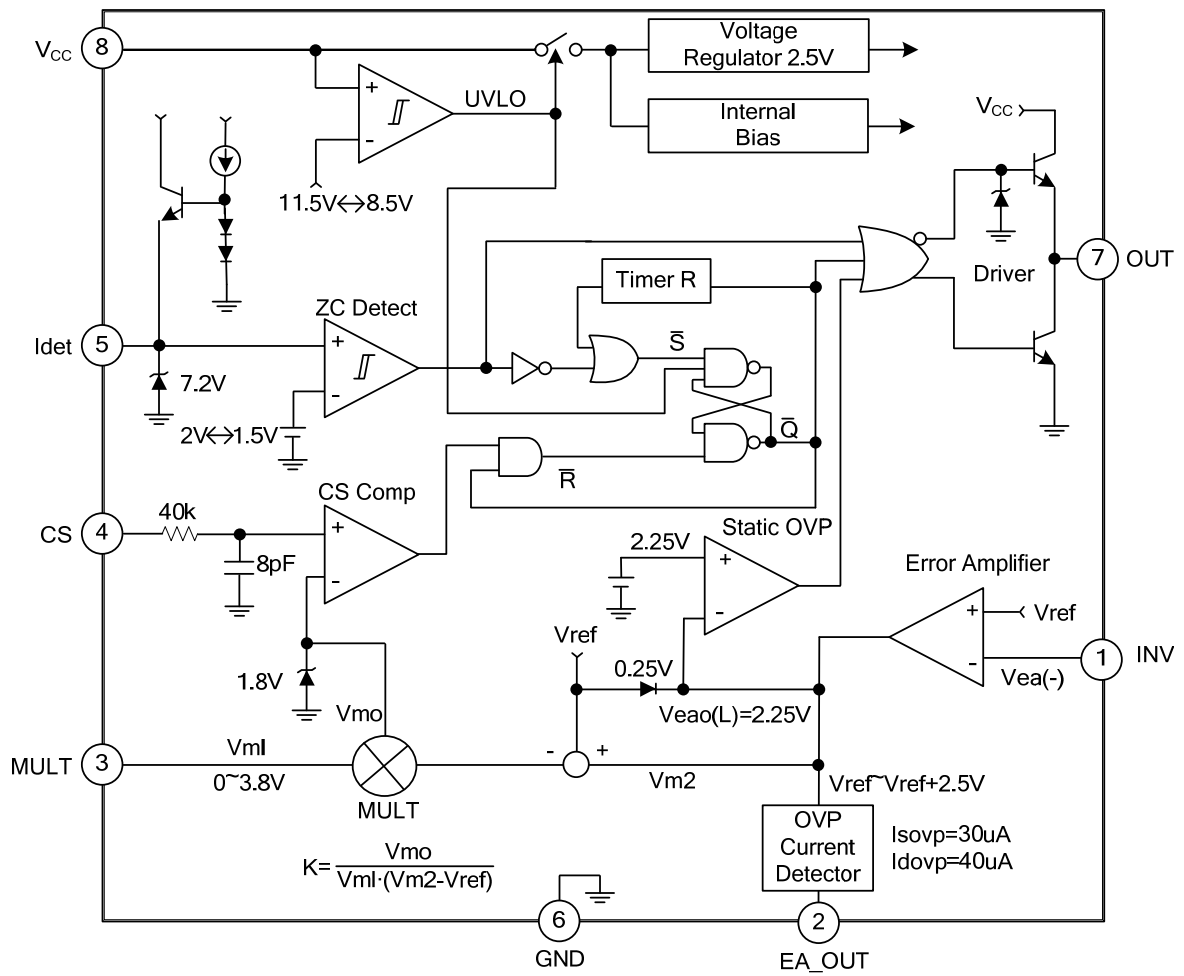 8
VCC
Voltage
Regulator 2.5V
+
UVLO
-
Internal
Bias
VCC
11.5V↔8.5V
7
OUT
Driver
Timer R
ZC Detect
5
Idet
+
S̅
7.2V
-
2V↔1.5V
Q̅
R̅
CS Comp
4
CS
40k
+
Static OVP
8pF
2.25V
+
Error Amplifier
-
+
Vref
Vref
-
1
INV
1.8V
0.25V
-
Vea(-)
Vmo
Veao(L)=2.25V
3
MULT
Vml
-
+
0~3.8V
Vm2
Vref~Vref+2.5V
MULT
OVP
Current
Detector
Isovp=30uA
Idovp=40uA
K=
Vmo
Vml·(Vm2-Vref)
6
GND
2
EA_OUT